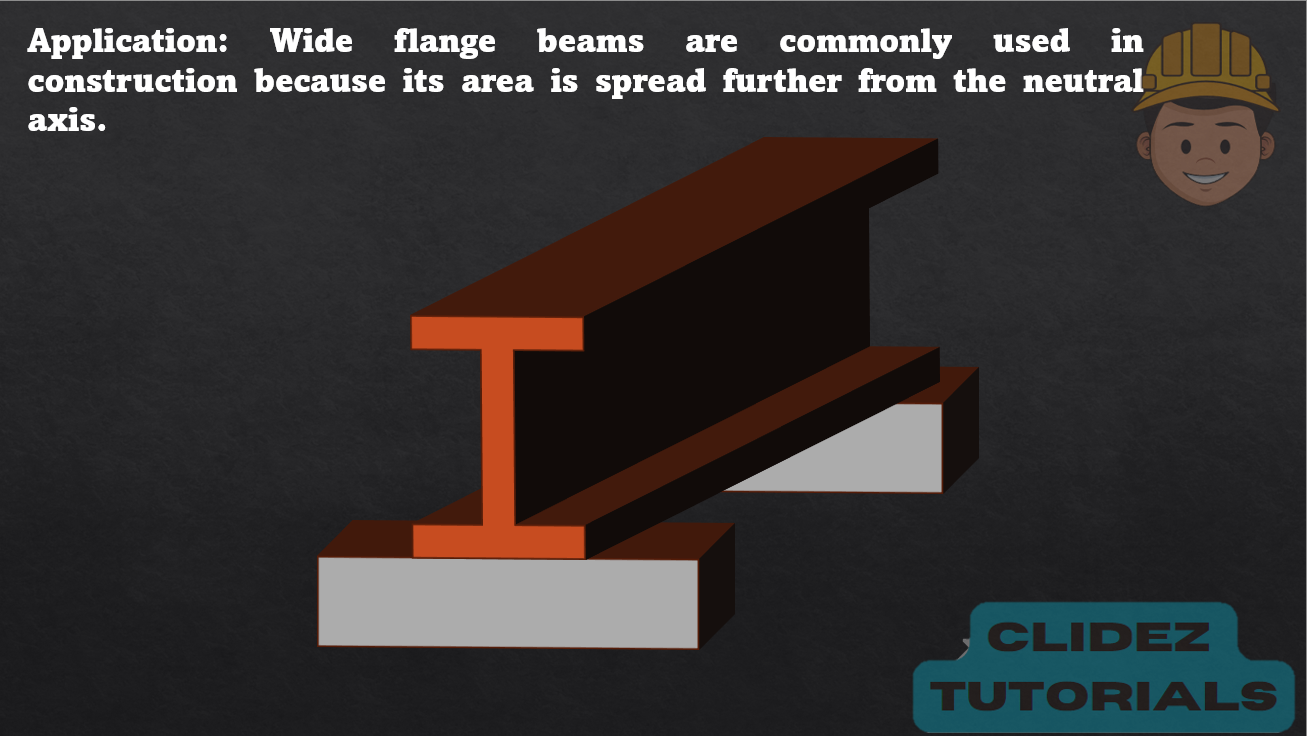 Application: Wide flange beams are commonly used in
construction because its area is spread further from the neutral
axis.
CLIDEZ
TUTORIALS